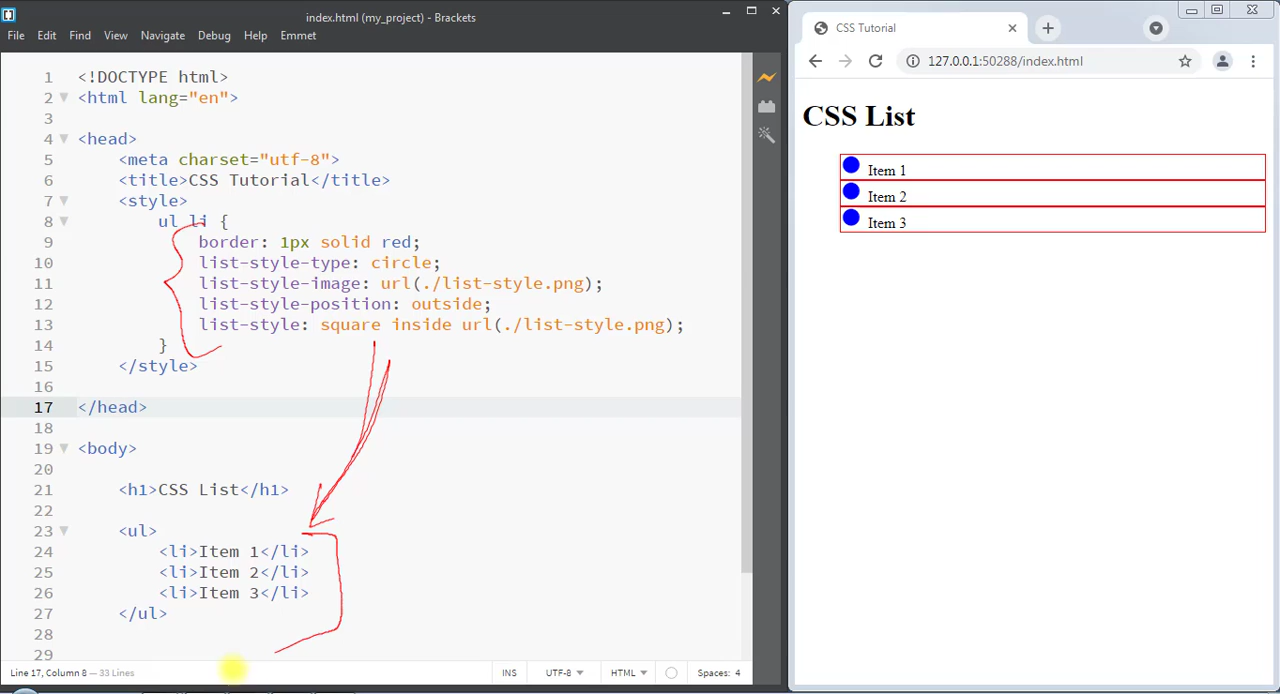 index.html (my_project) - Brackets
File Edit Find View Navigate Debug Help Emmet
1 <!DOCTYPE html>
2 <html lang="en">
3
4 <head>
5 <meta charset="utf-8">
6 <title>CSS Tutorial</title>
7 <style>
8 ul li {
9 border: 1px solid red;
10 list-style-type: circle;
11 list-style-image: url(./list-style.png);
12 list-style-position: outside;
13 list-style: square inside url(./list-style.png);
14 }
15 </style>
16
17 </head>
18
19 <body>
20
21 <h1>CSS List</h1>
22
23 <ul>
24 <li>Item 1</li>
25 <li>Item 2</li>
26 <li>Item 3</li>
27 </ul>
28
29
Line 17, Column 8 — 33 Lines
INS UTF-8 HTML Spaces: 4
CSS Tutorial
127.0.0.1:50288/index.html
CSS List
Item 1
Item 2
Item 3